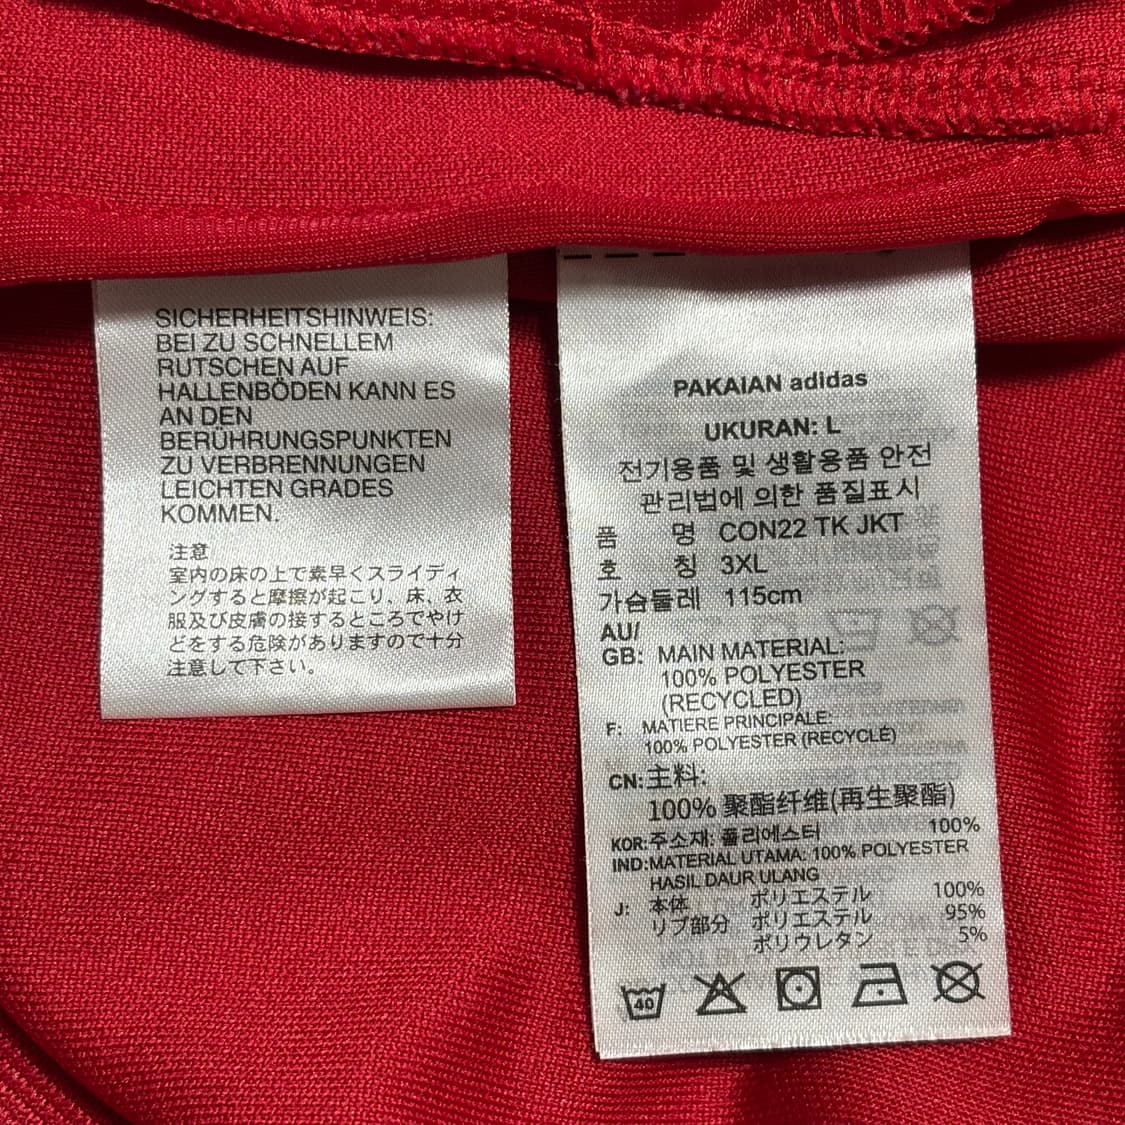 SICHERHEITSHINWEIS:
BEI ZU SCHNELLEM
RUTSCHEN AUF
HALLENBÖDEN KANN ES
AN DEN
BERÜHRUNGSPUNKTEN
ZU VERBRENNUNGEN
LEICHTEN GRADES
KOMMEN.
注意
室内の床の上で素早くスライディ
ングすると摩擦が起こり、床、衣
服及び皮膚の接するところでやけ
どをする危険がありますので十分
注意して下さい。
PAKAIAN adidas
UKURAN: L
전기용품 및 생활용품 안전
관리법에 의한 품질표시
품 명 CON22 TK JKT
호 칭 3XL
가슴둘레 115cm
AU/
GB: MAIN MATERIAL:
100% POLYESTER
(RECYCLED)
F: MATIERE PRINCIPALE:
100% POLYESTER (RECYCLÉ)
CN: 主料:
100% 聚酯纤维(再生聚酯)
KOR: 주소재: 폴리에스터 100%
IND: MATERIAL UTAMA: 100% POLYESTER
HASIL DAUR ULANG
J: 本体 ポリエステル 100%
リブ部分 ポリエステル 95%
ポリウレタン 5%
40